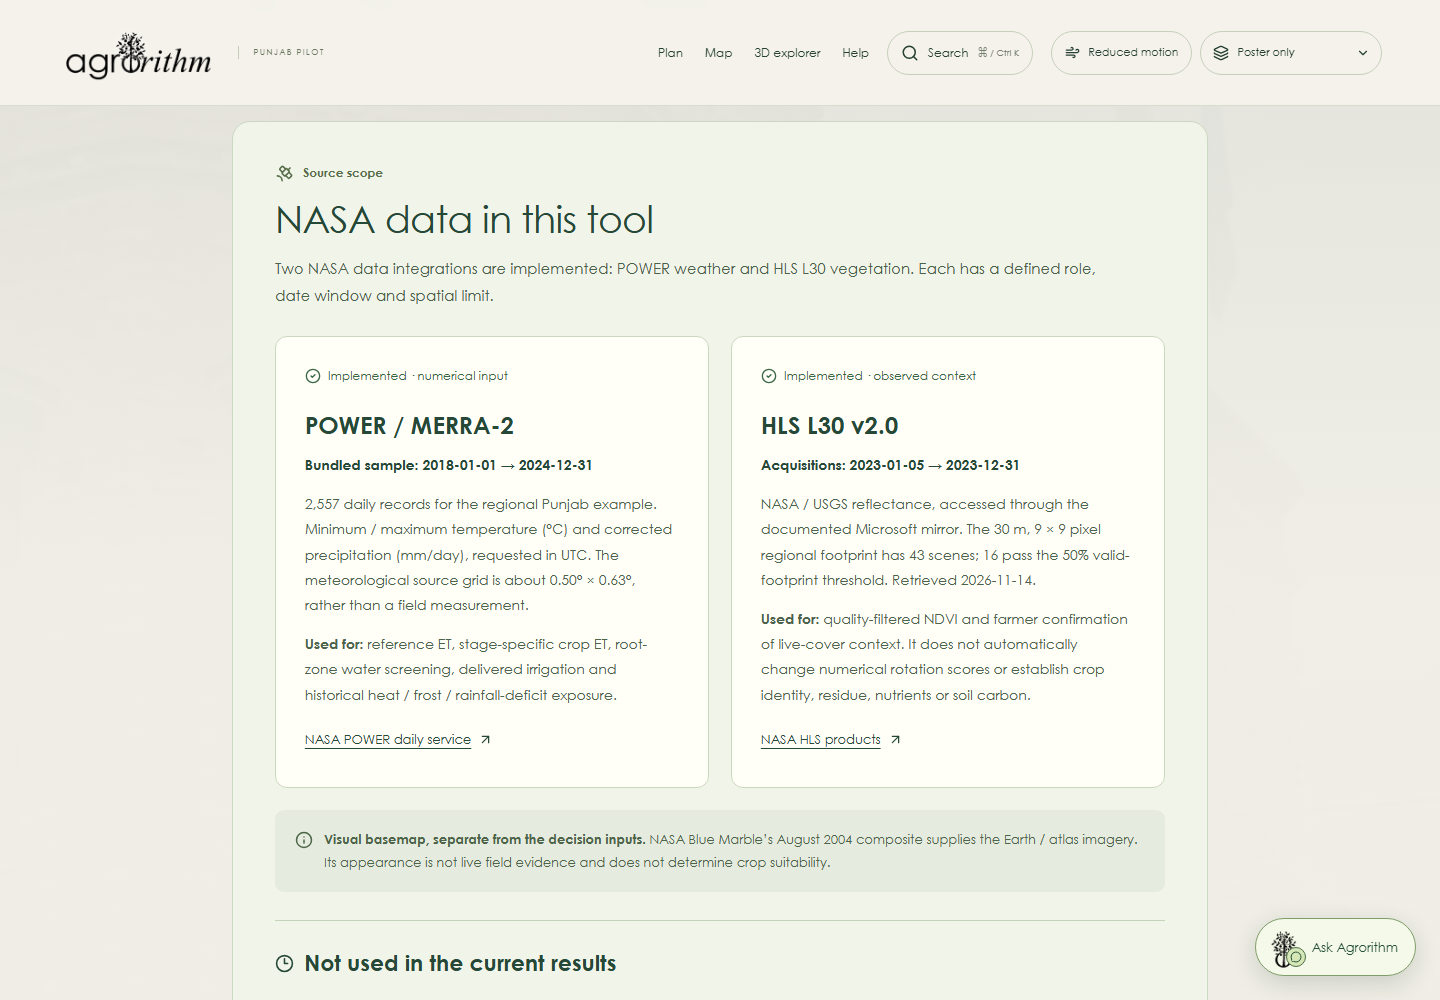 agrorithm
PUNJAB PILOT
Plan
Map
3D explorer
Help
Search ⌘ / Ctrl K
Reduced motion
Poster only
Source scope
NASA data in this tool
Two NASA data integrations are implemented: POWER weather and HLS L30 vegetation. Each has a defined role,
date window and spatial limit.
Implemented · numerical input
POWER / MERRA-2
Bundled sample: 2018-01-01 → 2024-12-31
2,557 daily records for the regional Punjab example.
Minimum / maximum temperature (°C) and corrected
precipitation (mm/day), requested in UTC. The
meteorological source grid is about 0.50° × 0.63°,
rather than a field measurement.
Used for: reference ET, stage-specific crop ET, root-
zone water screening, delivered irrigation and
historical heat / frost / rainfall-deficit exposure.
NASA POWER daily service
Implemented · observed context
HLS L30 v2.0
Acquisitions: 2023-01-05 → 2023-12-31
NASA / USGS reflectance, accessed through the
documented Microsoft mirror. The 30 m, 9 × 9 pixel
regional footprint has 43 scenes; 16 pass the 50% valid-
footprint threshold. Retrieved 2026-11-14.
Used for: quality-filtered NDVI and farmer confirmation
of live-cover context. It does not automatically
change numerical rotation scores or establish crop
identity, residue, nutrients or soil carbon.
NASA HLS products
Visual basemap, separate from the decision inputs. NASA Blue Marble’s August 2004 composite supplies the Earth / atlas imagery.
Its appearance is not live field evidence and does not determine crop suitability.
Not used in the current results
Ask Agrorithm